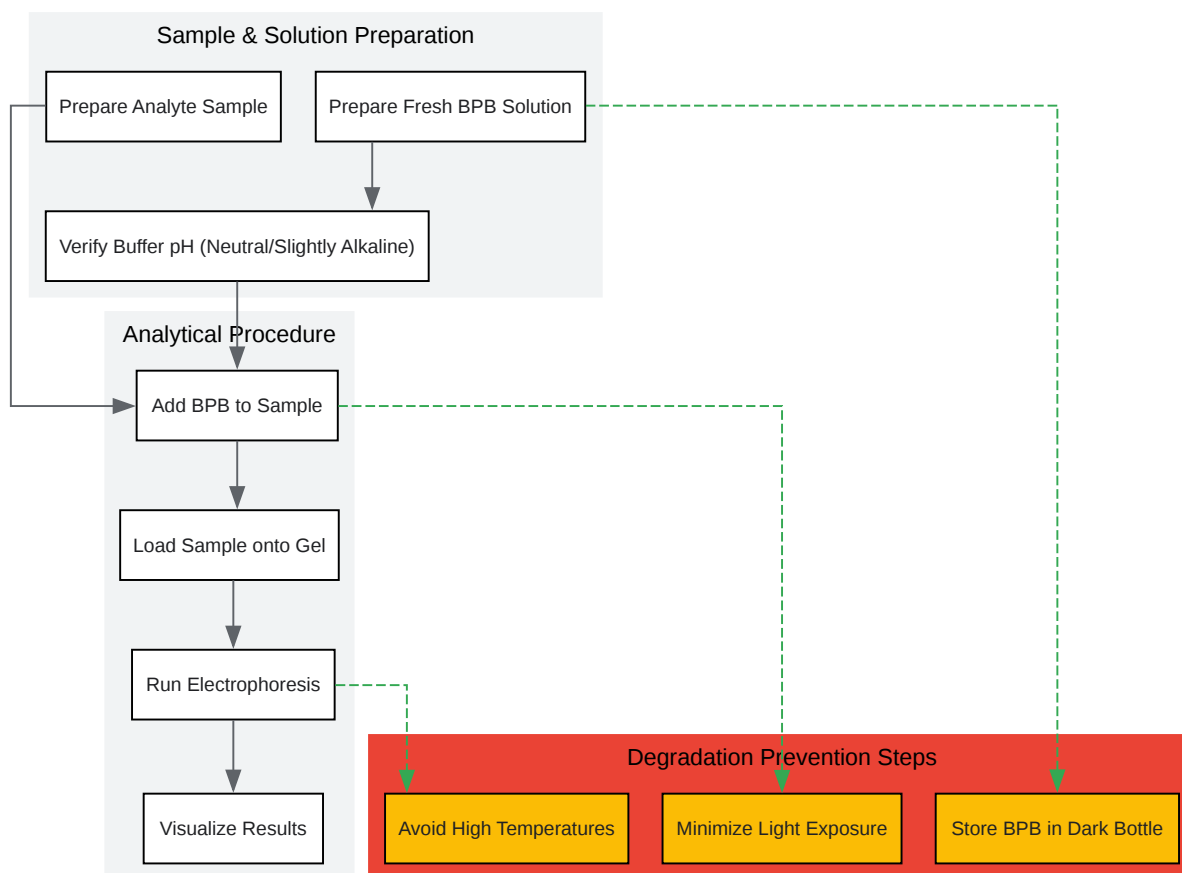 Sample & Solution Preparation
Prepare Analyte Sample
Prepare Fresh BPB Solution
Verify Buffer pH (Neutral/Slightly Alkaline)
Analytical Procedure
Add BPB to Sample
Load Sample onto Gel
Run Electrophoresis
Visualize Results
Degradation Prevention Steps
Avoid High Temperatures
Minimize Light Exposure
Store BPB in Dark Bottle